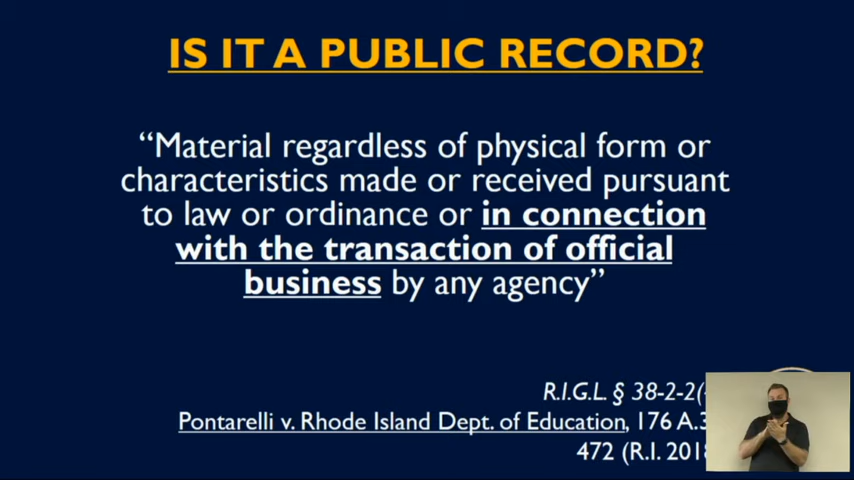 IS IT A PUBLIC RECORD?
“Material regardless of physical form or
characteristics made or received pursuant
to law or ordinance or in connection
with the transaction of official
business by any agency”
R.I.G.L. § 38-2-2(
Pontarelli v. Rhode Island Dept. of Education, 176 A.3
472 (R.I. 201